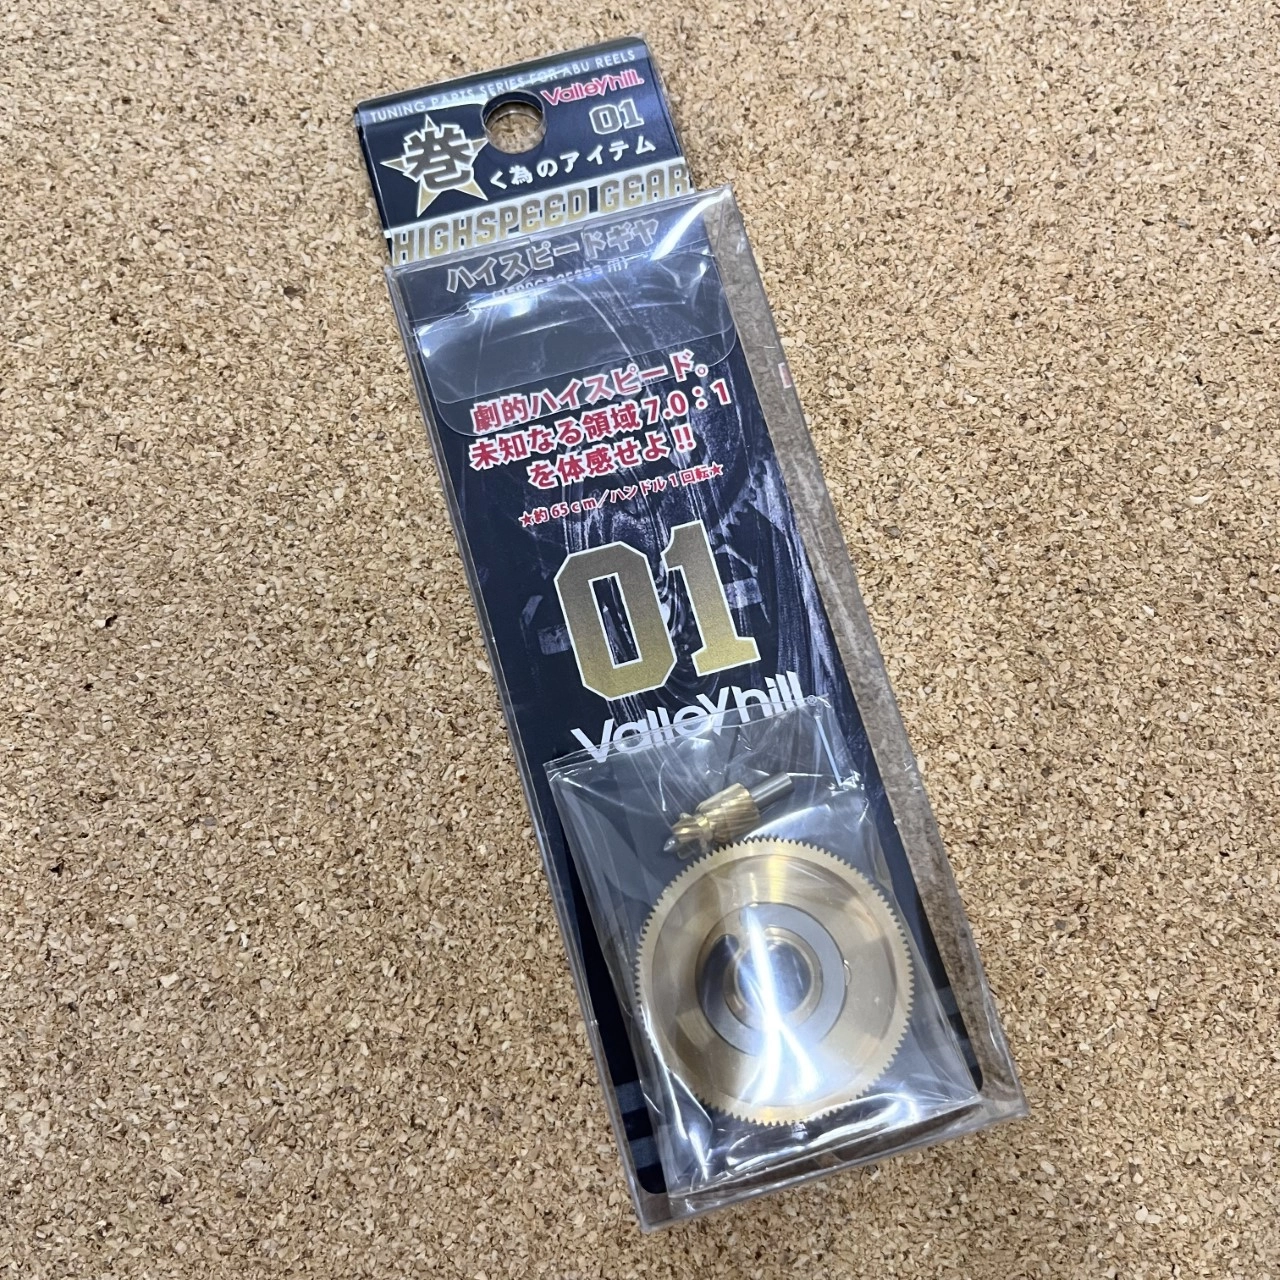 TUNING PARTS SERIES FOR ABU REELS
ValleyHill.
01
巻
く為のアイテム
HIGHSPEED GEAR
ハイスピードギヤ
劇的ハイスピード。
未知なる領域7.0:1
を体感せよ!!
★約65cm/ハンドル1回転★
01
ValleyHill®